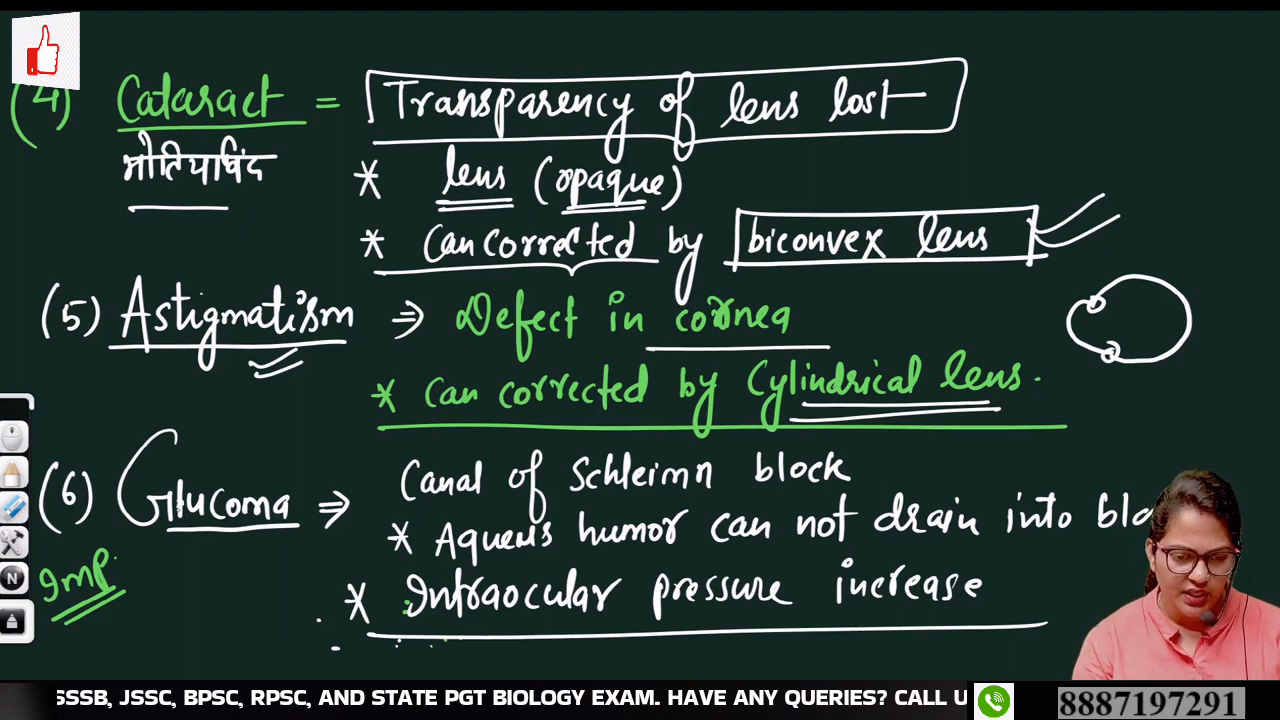 (4) Cataract = Transparency of lens lost
मोतियाबिंद
* lens (opaque)
* Can corrected by biconvex lens
(5) Astigmatism ⇒ Defect in cornea
* Can corrected by Cylindrical lens.
(6) Glucoma ⇒ Canal of Schleimn block
Imp.
* Aqueous humor can not drain into blo
* Intraocular pressure increase
N
SSSB, JSSC, BPSC, RPSC, AND STATE PGT BIOLOGY EXAM. HAVE ANY QUERIES? CALL U
8887197291